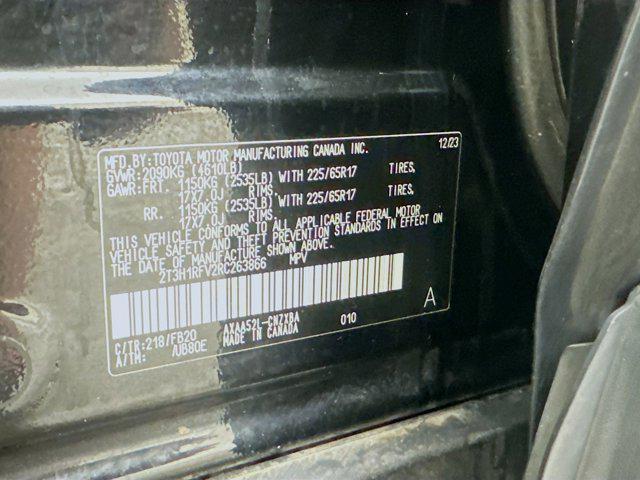 MFD.BY:TOYOTA MOTOR MANUFACTURING CANADA INC. 12/23
GVWR:2090KG (4610LB)
GAWR:FRT. 1150KG (2535LB) WITH 225/65R17 TIRES,
17X7.0J RIMS,
RR. 1150KG (2535LB) WITH 225/65R17 TIRES,
17X7.0J RIMS.
THIS VEHICLE CONFORMS TO ALL APPLICABLE FEDERAL MOTOR
VEHICLE SAFETY AND THEFT PREVENTION STANDARDS IN EFFECT ON
THE DATE OF MANUFACTURE SHOWN ABOVE.
2T3H1RFV2RC263866 MPV
C/TR:218/FB20 AXAA52L-CNZXBA 010 A
A/TM: /UB80E MADE IN CANADA